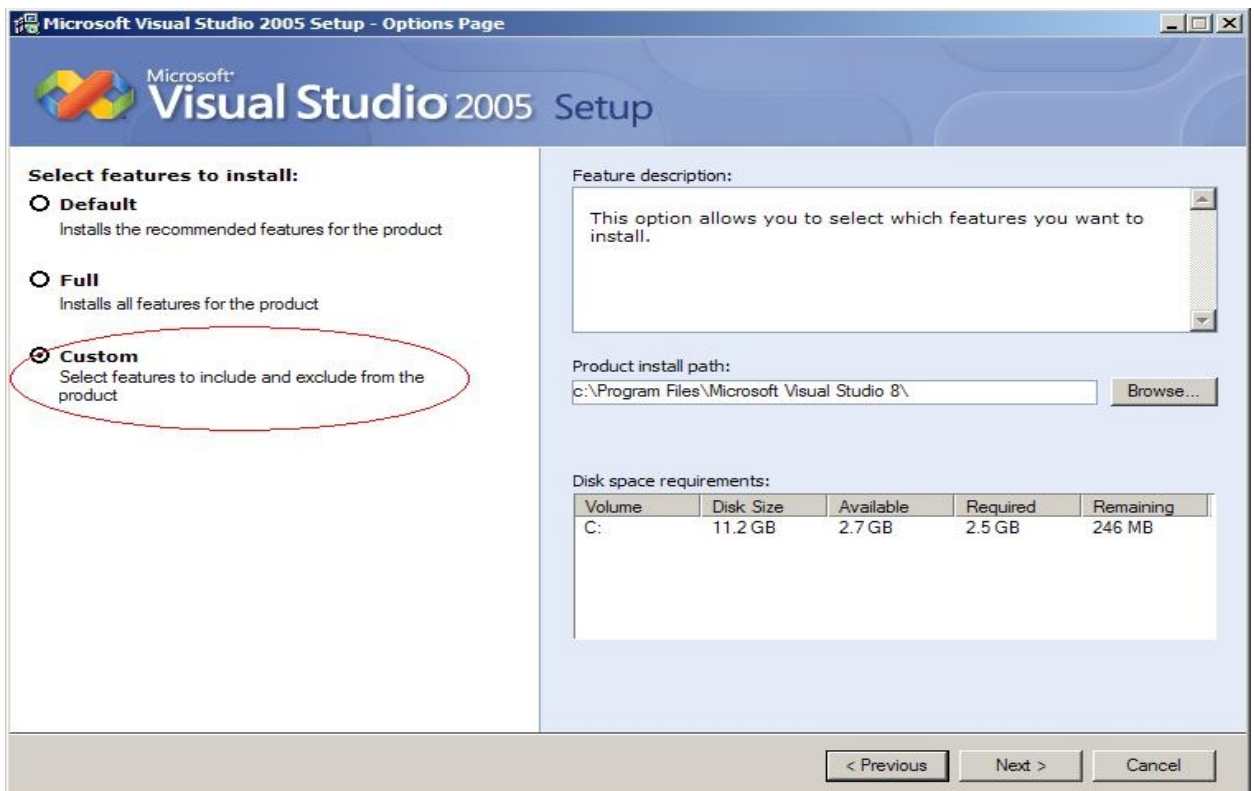 Microsoft Visual Studio 2005 Setup - Options Page
Microsoft
Visual Studio 2005 Setup
Select features to install:
Default
Installs the recommended features for the product
Full
Installs all features for the product
Custom
Select features to include and exclude from the
product
Feature description:
This option allows you to select which features you want to
install.
Product install path:
c:\Program Files\Microsoft Visual Studio 8\
Browse...
Disk space requirements:
Volume Disk Size Available Required Remaining
C: 11.2 GB 2.7 GB 2.5 GB 246 MB
< Previous Next > Cancel